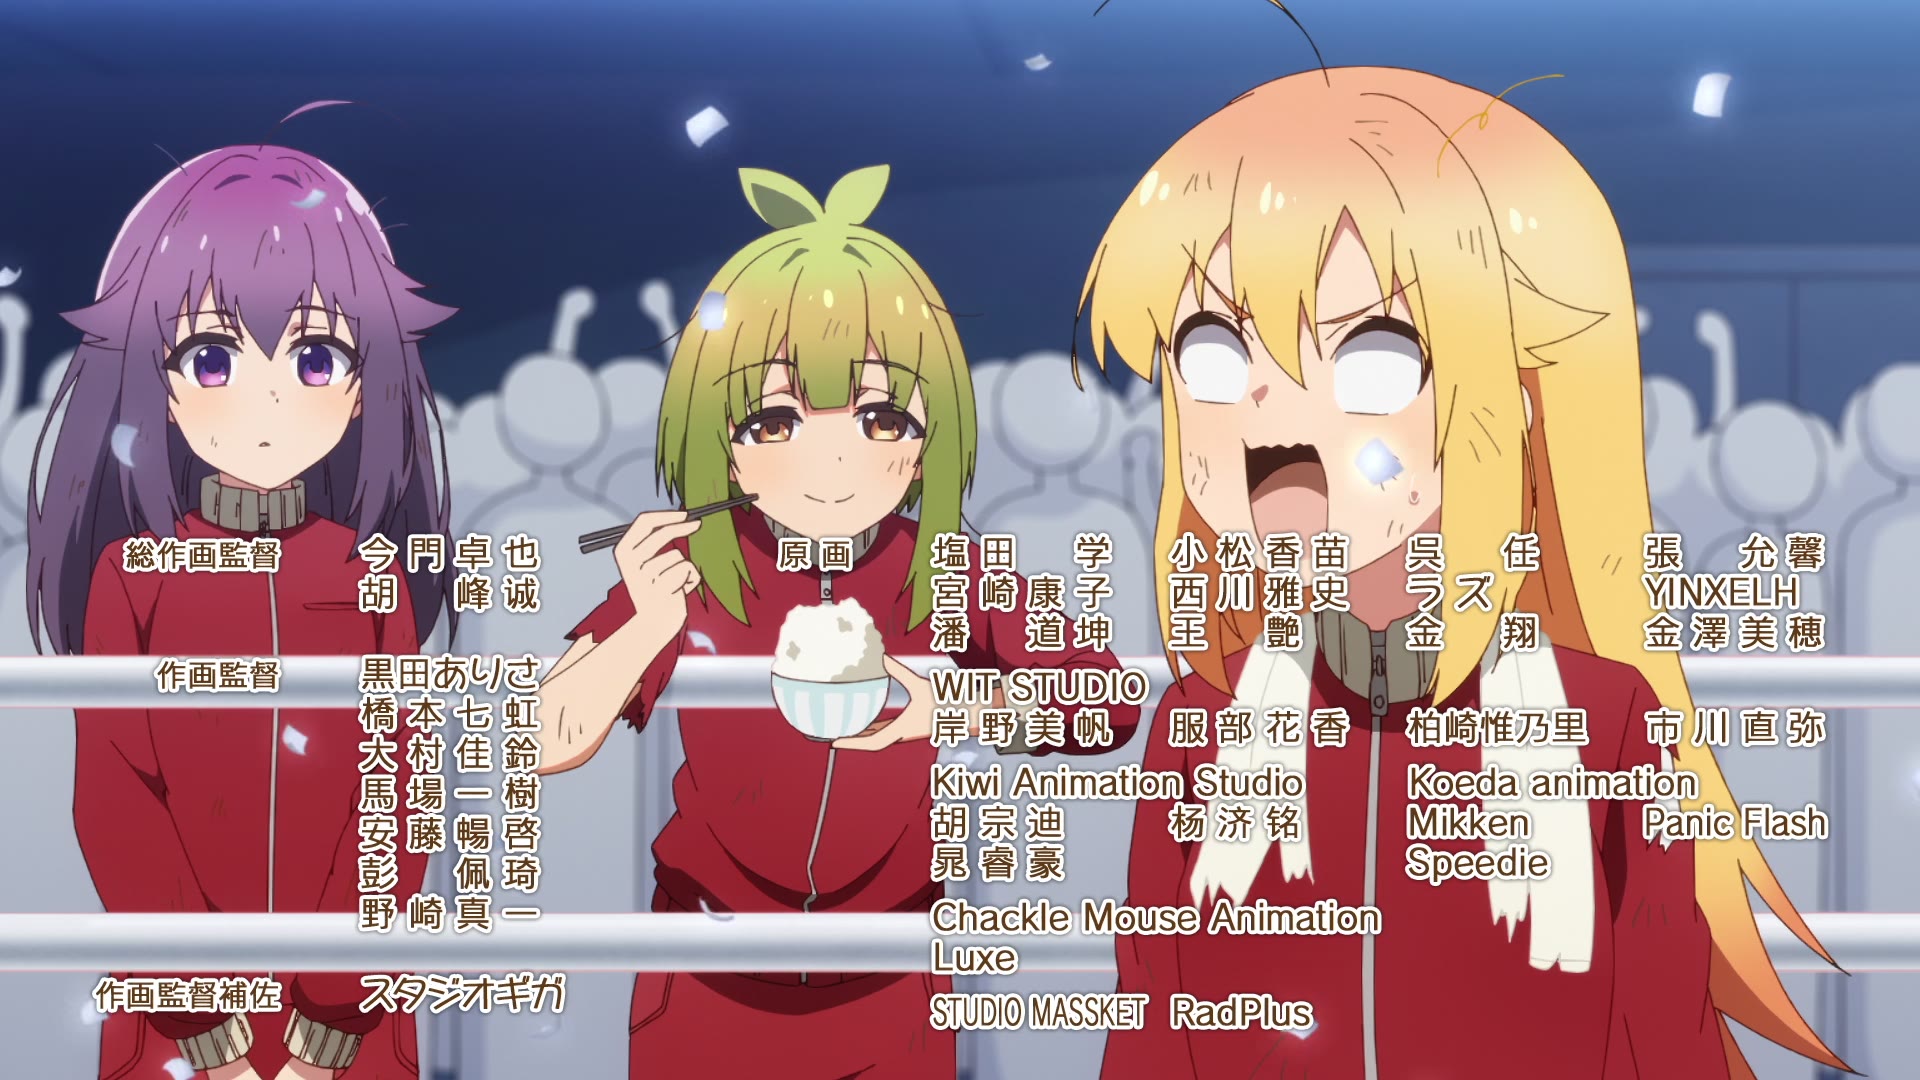 総作画監督 今門卓也
胡 峰诚
作画監督 黒田ありさ
橋本七虹
大村佳鈴
馬場一樹
安藤暢啓
彭 佩琦
野崎真一
作画監督補佐 スタジオギガ
原画 塩田 学 小松香苗 呉 任 張 允馨
宮崎康子 西川雅史 ラズ YINXELH
潘 道坤 王 艶 金 翔 金澤美穂
WIT STUDIO
岸野美帆 服部花香 柏崎惟乃里 市川直弥
Kiwi Animation Studio Koeda animation
胡宗迪 杨济铭 Mikken Panic Flash
晁睿豪 Speedie
Chackle Mouse Animation
Luxe
STUDIO MASSKET RadPlus